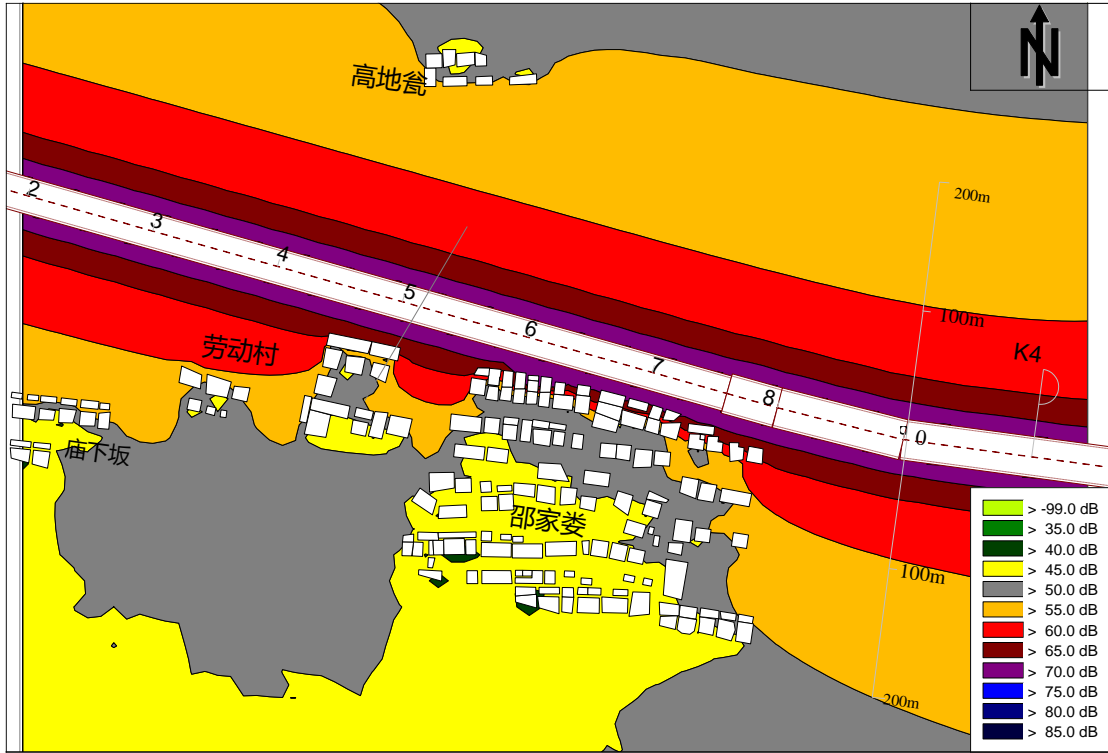 N
高地瓮
200m
2
3
4
5
6
7
8
0
100m
K4
劳动村
庙下坂
邵家娄
100m
200m
> -99.0 dB
> 35.0 dB
> 40.0 dB
> 45.0 dB
> 50.0 dB
> 55.0 dB
> 60.0 dB
> 65.0 dB
> 70.0 dB
> 75.0 dB
> 80.0 dB
> 85.0 dB